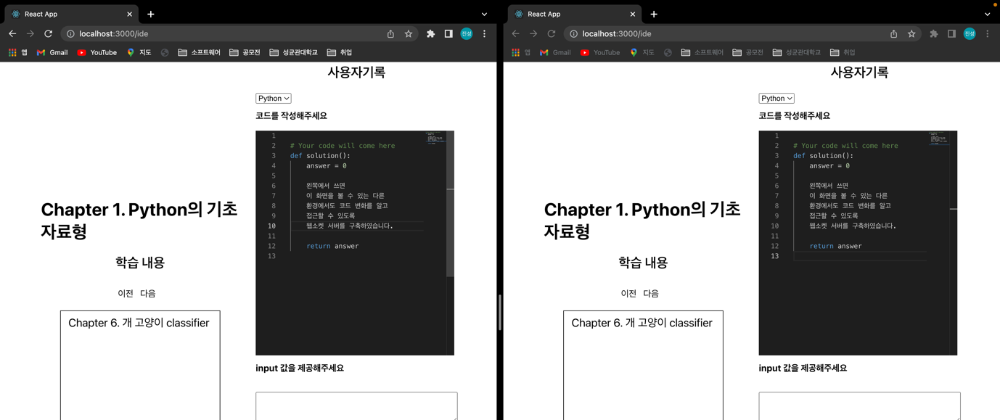 React App
localhost:3000/ide
진성
앱 Gmail YouTube 지도 소프트웨어 공모전 성균관대학교 취업
사용자기록
Python
코드를 작성해주세요
1
2 # Your code will come here
3 def solution():
4 answer = 0
5
6 왼쪽에서 쓰면
7 이 화면을 볼 수 있는 다른
8 환경에서도 코드 변화를 알고
9 접근할 수 있도록
10 웹소켓 서버를 구축하였습니다.
11
12 return answer
13
Chapter 1. Python의 기초
자료형
학습 내용
이전 다음
Chapter 6. 개 고양이 classifier
input 값을 제공해주세요
React App
localhost:3000/ide
진성
앱 Gmail YouTube 지도 소프트웨어 공모전 성균관대학교 취업
사용자기록
Python
코드를 작성해주세요
1
2 # Your code will come here
3 def solution():
4 answer = 0
5
6 왼쪽에서 쓰면
7 이 화면을 볼 수 있는 다른
8 환경에서도 코드 변화를 알고
9 접근할 수 있도록
10 웹소켓 서버를 구축하였습니다.
11
12 return answer
13
Chapter 1. Python의 기초
자료형
학습 내용
이전 다음
Chapter 6. 개 고양이 classifier
input 값을 제공해주세요